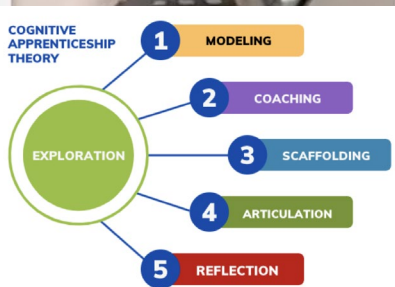 COGNITIVE
APPRENTICESHIP
THEORY
1 MODELING
2 COACHING
EXPLORATION
3 SCAFFOLDING
4 ARTICULATION
5 REFLECTION